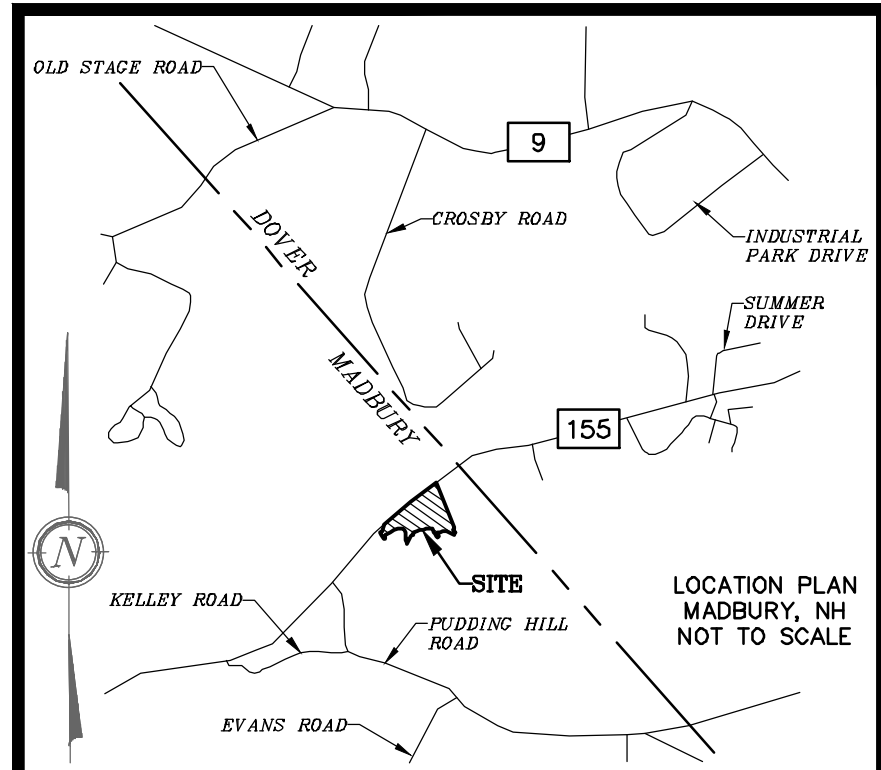 OLD STAGE ROAD
9
DOVER
CROSBY ROAD
INDUSTRIAL
PARK DRIVE
SUMMER
DRIVE
MADBURY
155
N
SITE
LOCATION PLAN
MADBURY, NH
NOT TO SCALE
KELLEY ROAD
PUDDING HILL
ROAD
EVANS ROAD